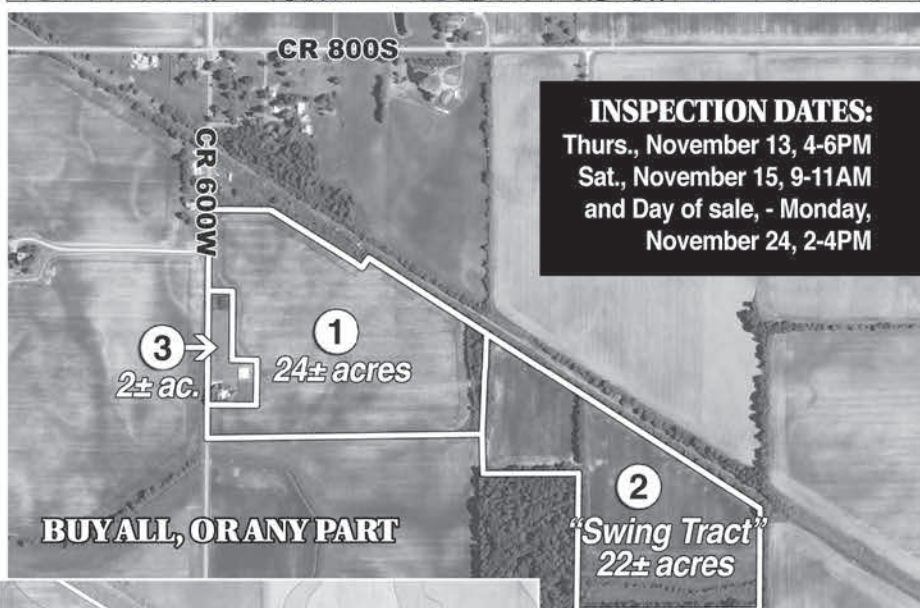 CR 800S
INSPECTION DATES:
Thurs., November 13, 4-6PM
Sat., November 15, 9-11AM
and Day of sale, - Monday,
November 24, 2-4PM
CR 600W
1
24± acres
3
2± ac.
2
"Swing Tract"
22± acres
BUY ALL, OR ANY PART